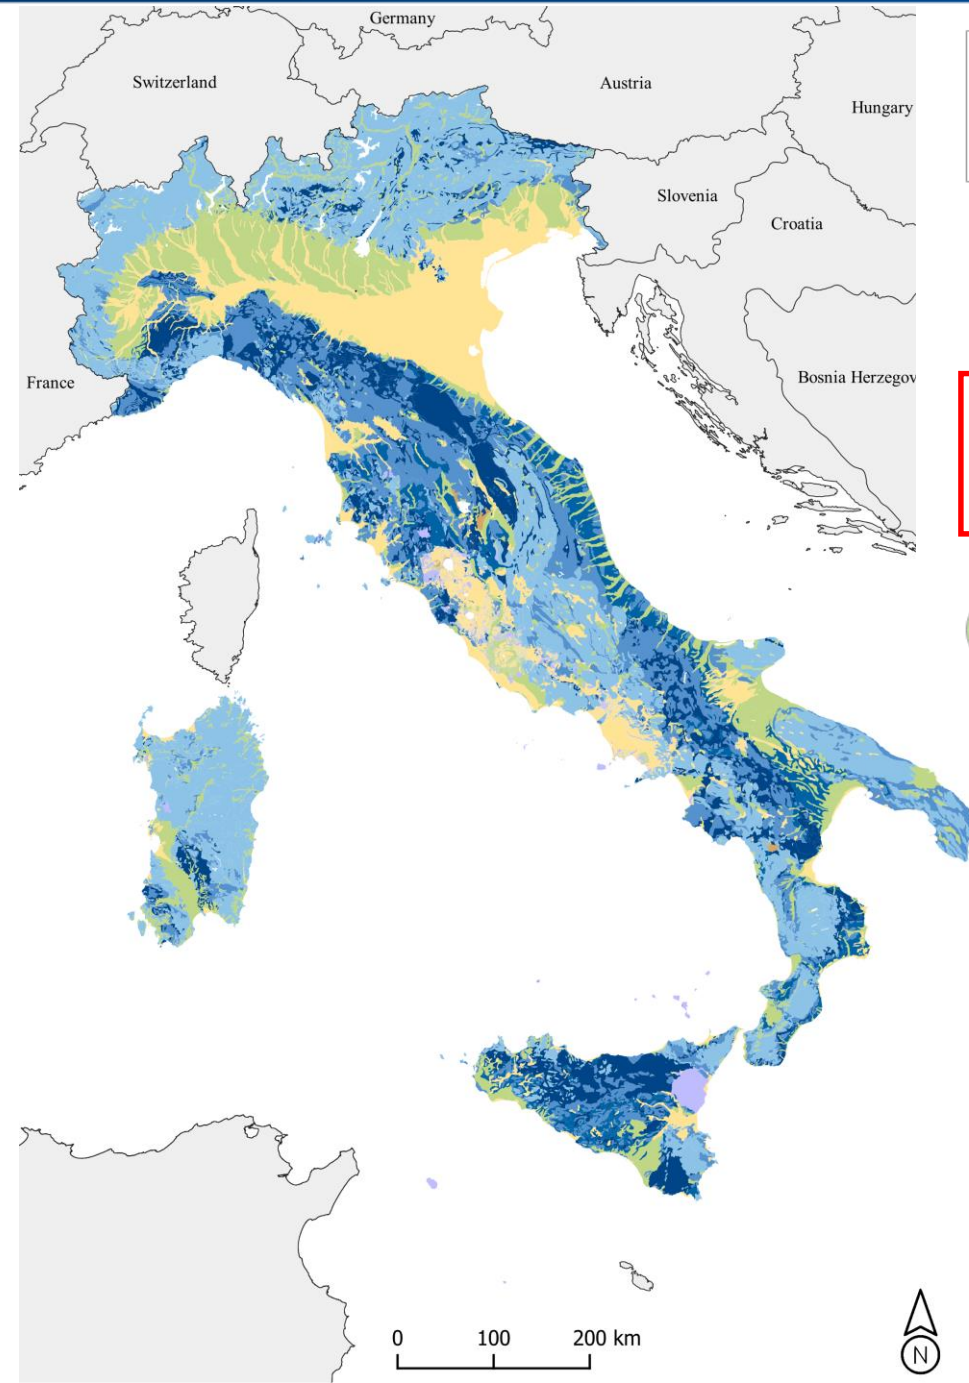 Germany
Switzerland
Austria
Hungary
Slovenia
Croatia
France
Bosnia Herzegov
0 100 200 km
N